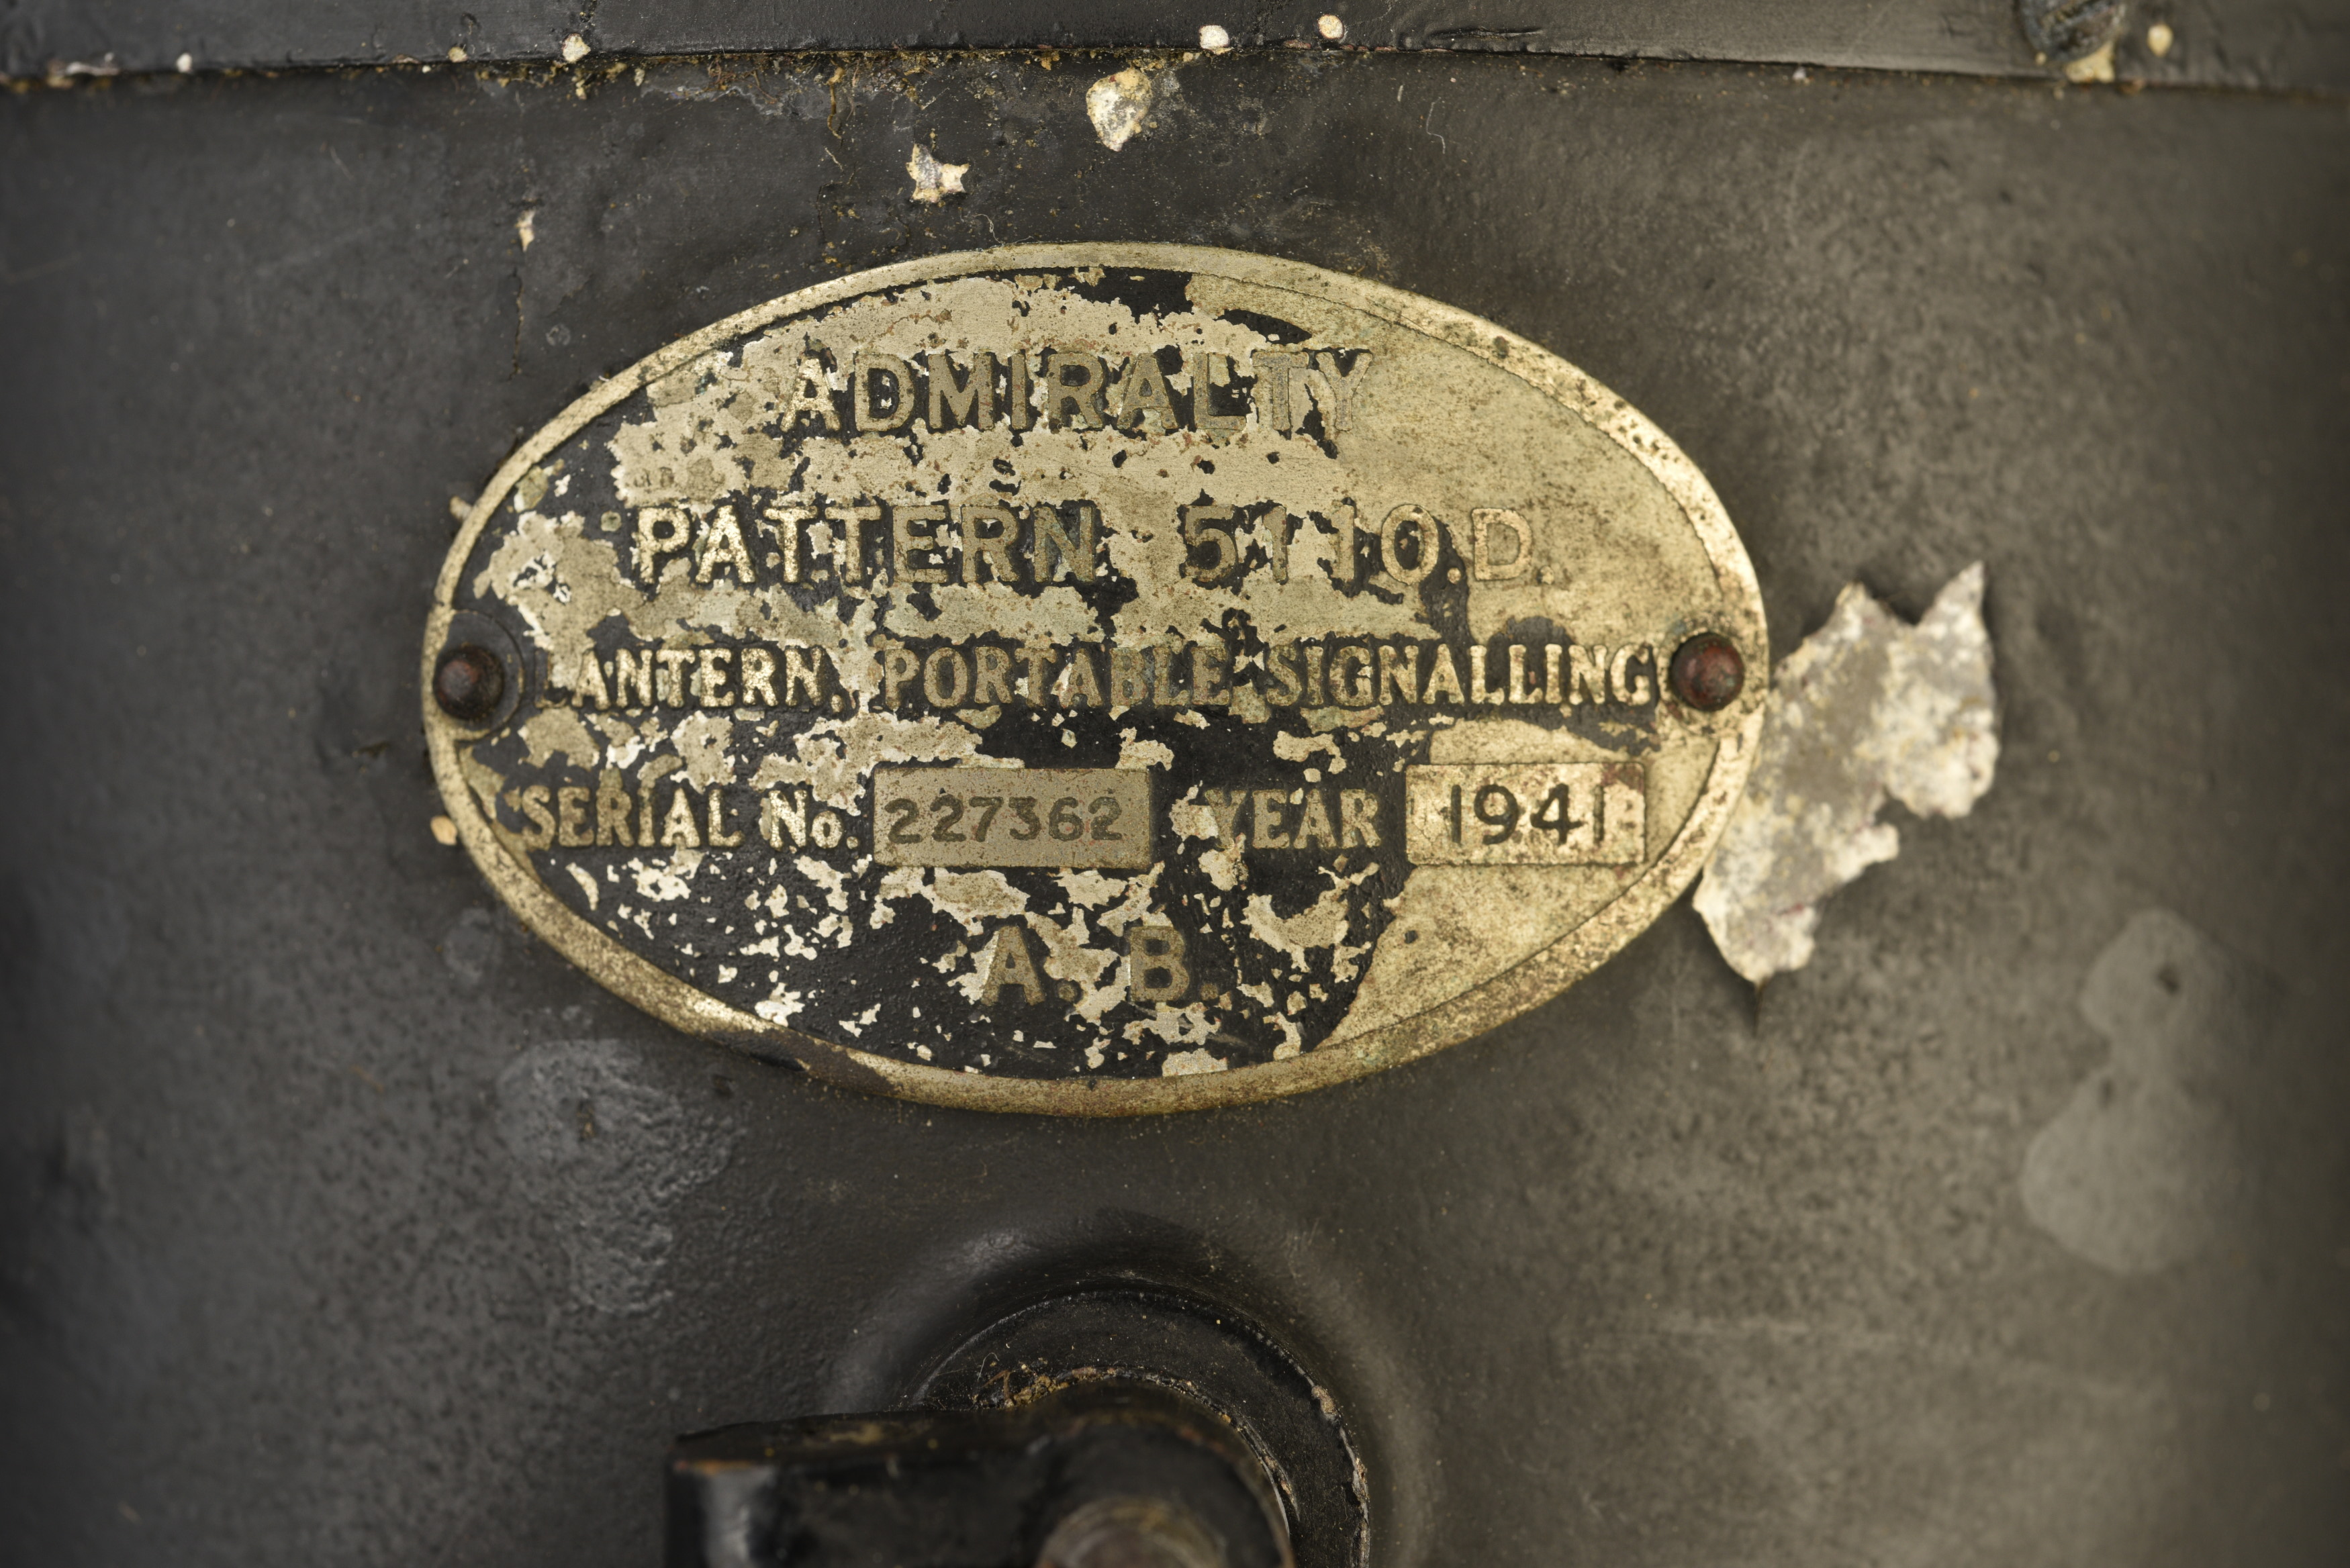 ADMIRALTY
PATTERN 5110.D.
LANTERN, PORTABLE SIGNALLING
SERIAL No. 227362 YEAR 1941
A. B.